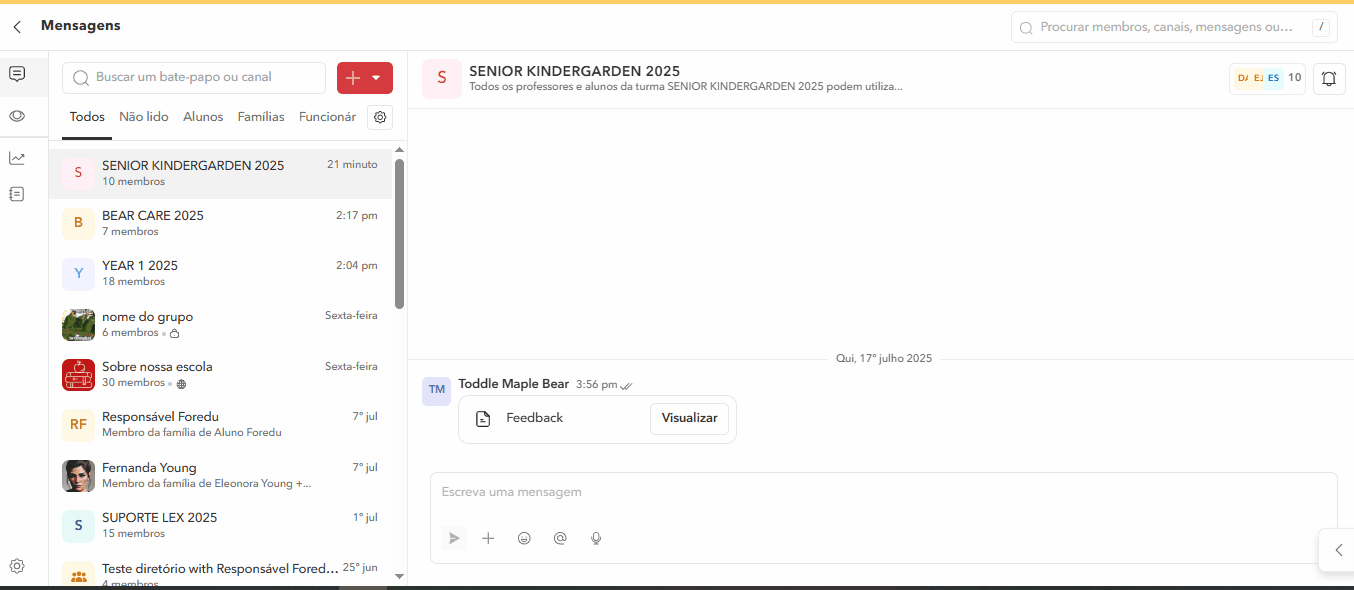 Mensagens
Procurar membros, canais, mensagens ou...
/
Buscar um bate-papo ou canal
Todos Não lido Alunos Famílias Funcionár
S
SENIOR KINDERGARDEN 2025
21 minuto
10 membros
B
BEAR CARE 2025
2:17 pm
7 membros
Y
YEAR 1 2025
2:04 pm
18 membros
nome do grupo
Sexta-feira
6 membros
Sobre nossa escola
Sexta-feira
30 membros
RF
Responsável Foredu
7º jul
Membro da família de Aluno Foredu
Fernanda Young
7º jul
Membro da família de Eleonora Young +...
S
SUPORTE LEX 2025
1º jul
15 membros
Teste diretório with Responsável Fored...
25º jun
4 membros
S
SENIOR KINDERGARDEN 2025
Todos os professores e alunos da turma SENIOR KINDERGARDEN 2025 podem utiliza...
DA EJ ES 10
Qui, 17º julho 2025
TM
Toddle Maple Bear 3:56 pm
Feedback
Visualizar
Escreva uma mensagem